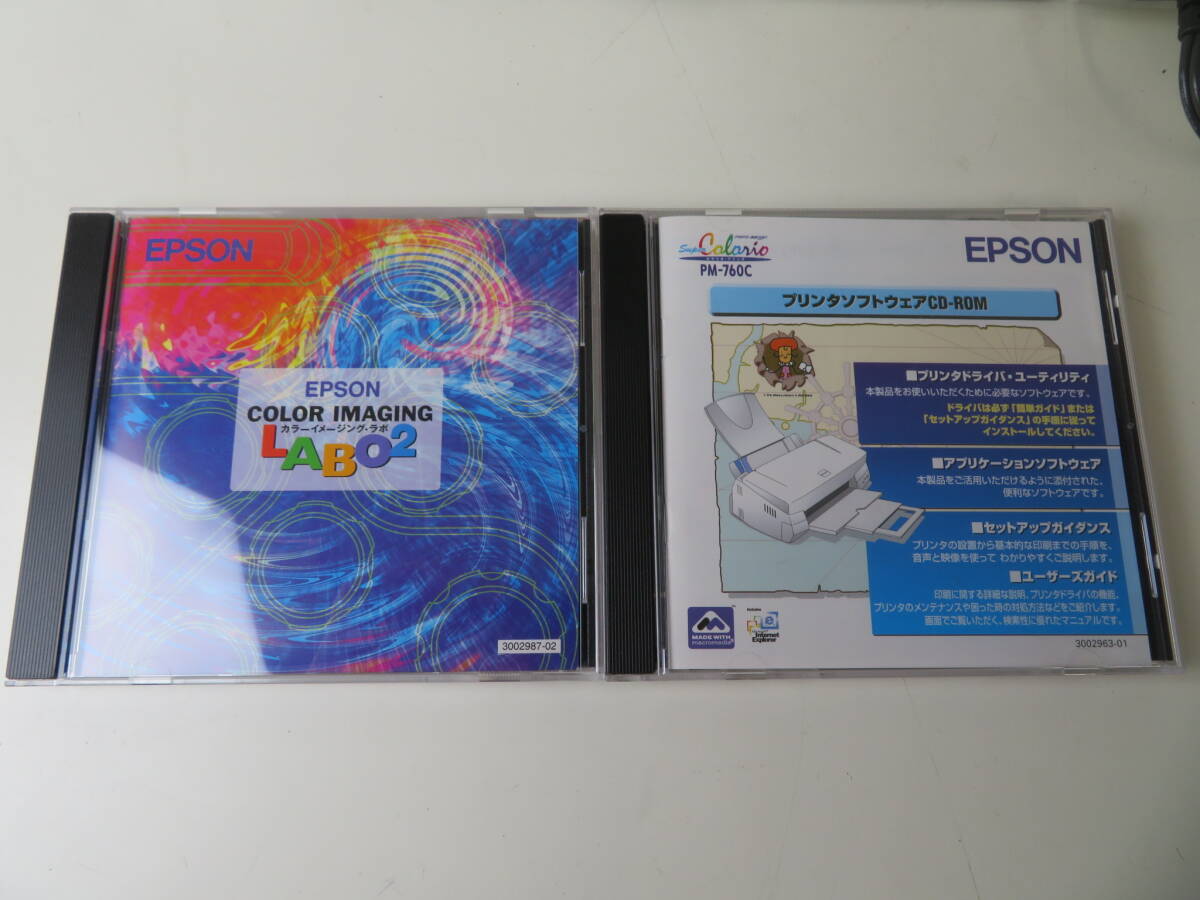 EPSON
EPSON
COLOR IMAGING
カラーイメージング・ラボ
LABO2
3002987-02
Super Colorio
PM-760C
EPSON
プリンタソフトウェアCD-ROM
■プリンタドライバ・ユーティリティ
本製品をお使いいただくために必要なソフトウェアです。
ドライバは必ず「簡単ガイド」または
「セットアップガイダンス」の手順に従って
インストールしてください。
■アプリケーションソフトウェア
本製品をご活用いただけるように添付された、
便利なソフトウェアです。
■セットアップガイダンス
プリンタの設置から基本的な印刷までの手順を、
音声と映像を使って わかりやすくご説明します。
■ユーザーズガイド
印刷に関する詳細な説明、プリンタドライバの機能、
プリンタのメンテナンスや困った時の対処方法などをご紹介します。
画面でご覧いただく、検索性に優れたマニュアルです。
MADE WITH
macromedia
Includes
Microsoft
Internet
Explorer
3002963-01